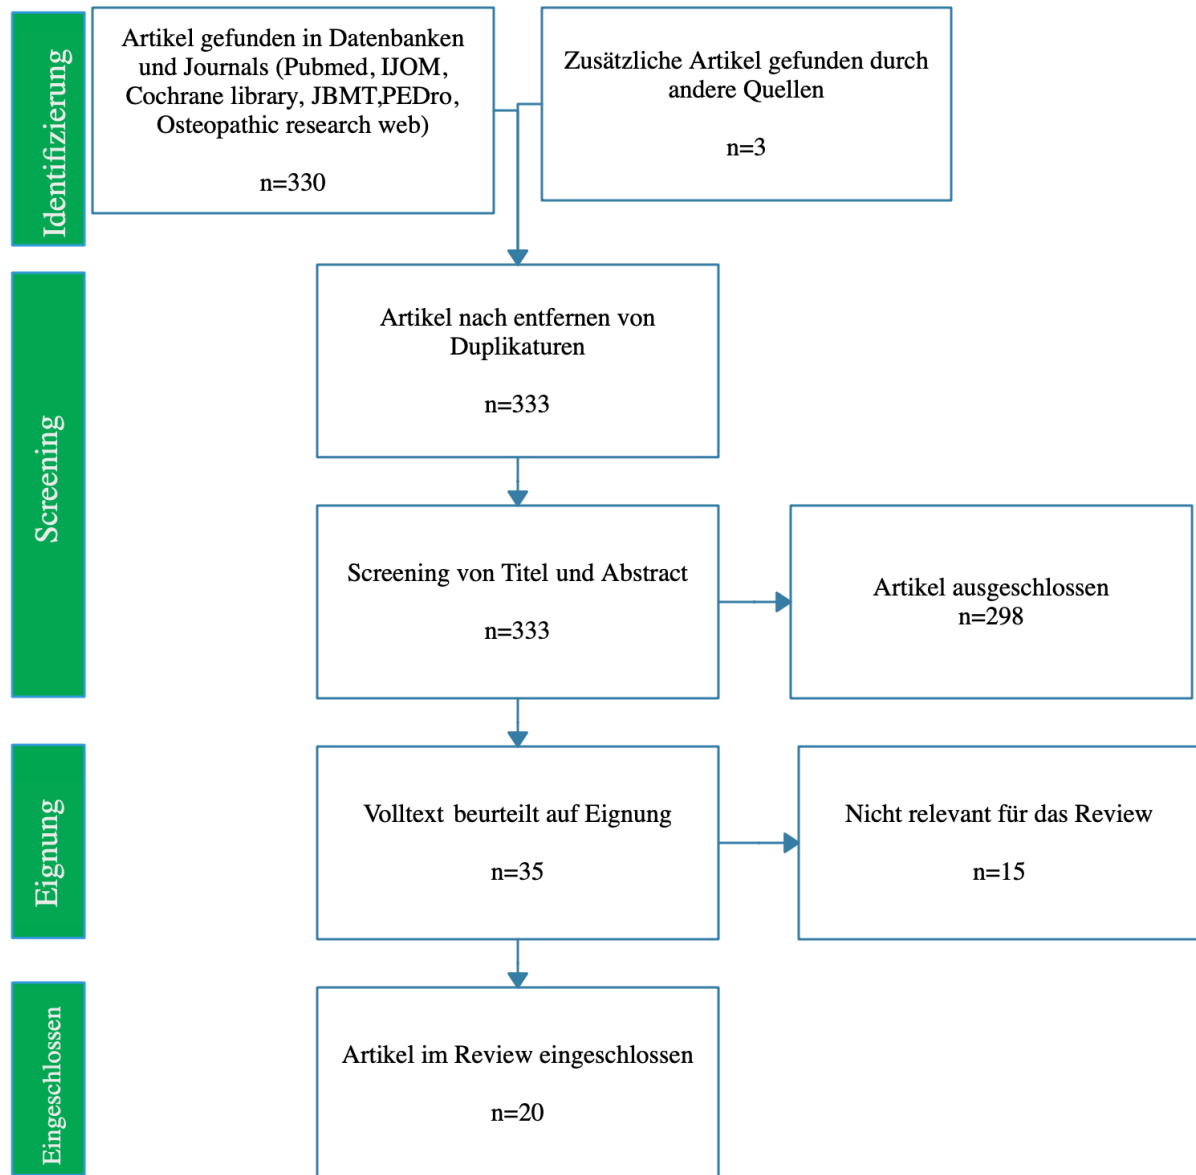 Identifizierung
Artikel gefunden in Datenbanken
und Journals (Pubmed, IJOM,
Cochrane library, JBMT,PEDro,
Osteopathic research web)
n=330
Zusätzliche Artikel gefunden durch
andere Quellen
n=3
Screening
Artikel nach entfernen von
Duplikaturen
n=333
Screening von Titel und Abstract
n=333
Artikel ausgeschlossen
n=298
Eignung
Volltext beurteilt auf Eignung
n=35
Nicht relevant für das Review
n=15
Eingeschlossen
Artikel im Review eingeschlossen
n=20